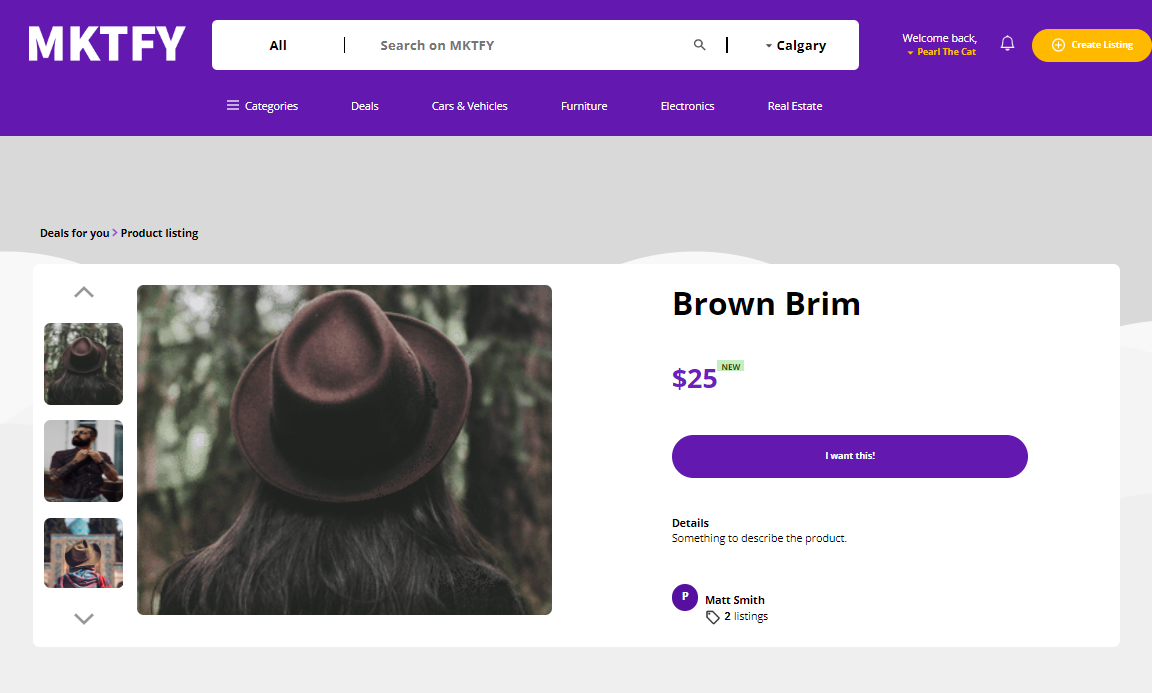 MKTFY
All
Search on MKTFY
Calgary
Welcome back,
Pearl The Cat
Create Listing
Categories
Deals
Cars & Vehicles
Furniture
Electronics
Real Estate
Deals for you > Product listing
Brown Brim
$25 NEW
I want this!
Details
Something to describe the product.
P
Matt Smith
2 listings